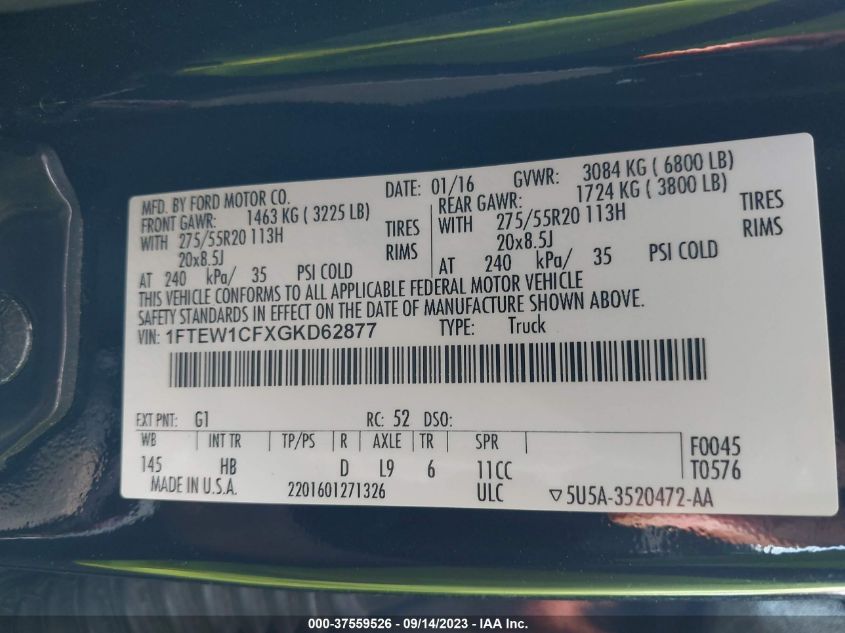 MFD. BY FORD MOTOR CO. DATE: 01/16 GVWR: 3084 KG ( 6800 LB)
FRONT GAWR: 1463 KG ( 3225 LB) REAR GAWR: 1724 KG ( 3800 LB)
WITH 275/55R20 113H TIRES WITH 275/55R20 113H TIRES
20x8.5J RIMS 20x8.5J RIMS
AT 240 kPa/ 35 PSI COLD AT 240 kPa/ 35 PSI COLD
THIS VEHICLE CONFORMS TO ALL APPLICABLE FEDERAL MOTOR VEHICLE
SAFETY STANDARDS IN EFFECT ON THE DATE OF MANUFACTURE SHOWN ABOVE.
VIN: 1FTEW1CFXGKD62877 TYPE: Truck
EXT PNT: G1 RC: 52 DSO:
WB INT TR TP/PS R AXLE TR SPR F0045
145 HB D L9 6 11CC T0576
MADE IN U.S.A. 2201601271326 ULC ▽5U5A-3520472-AA
000-37559526 - 09/14/2023 - IAA Inc.